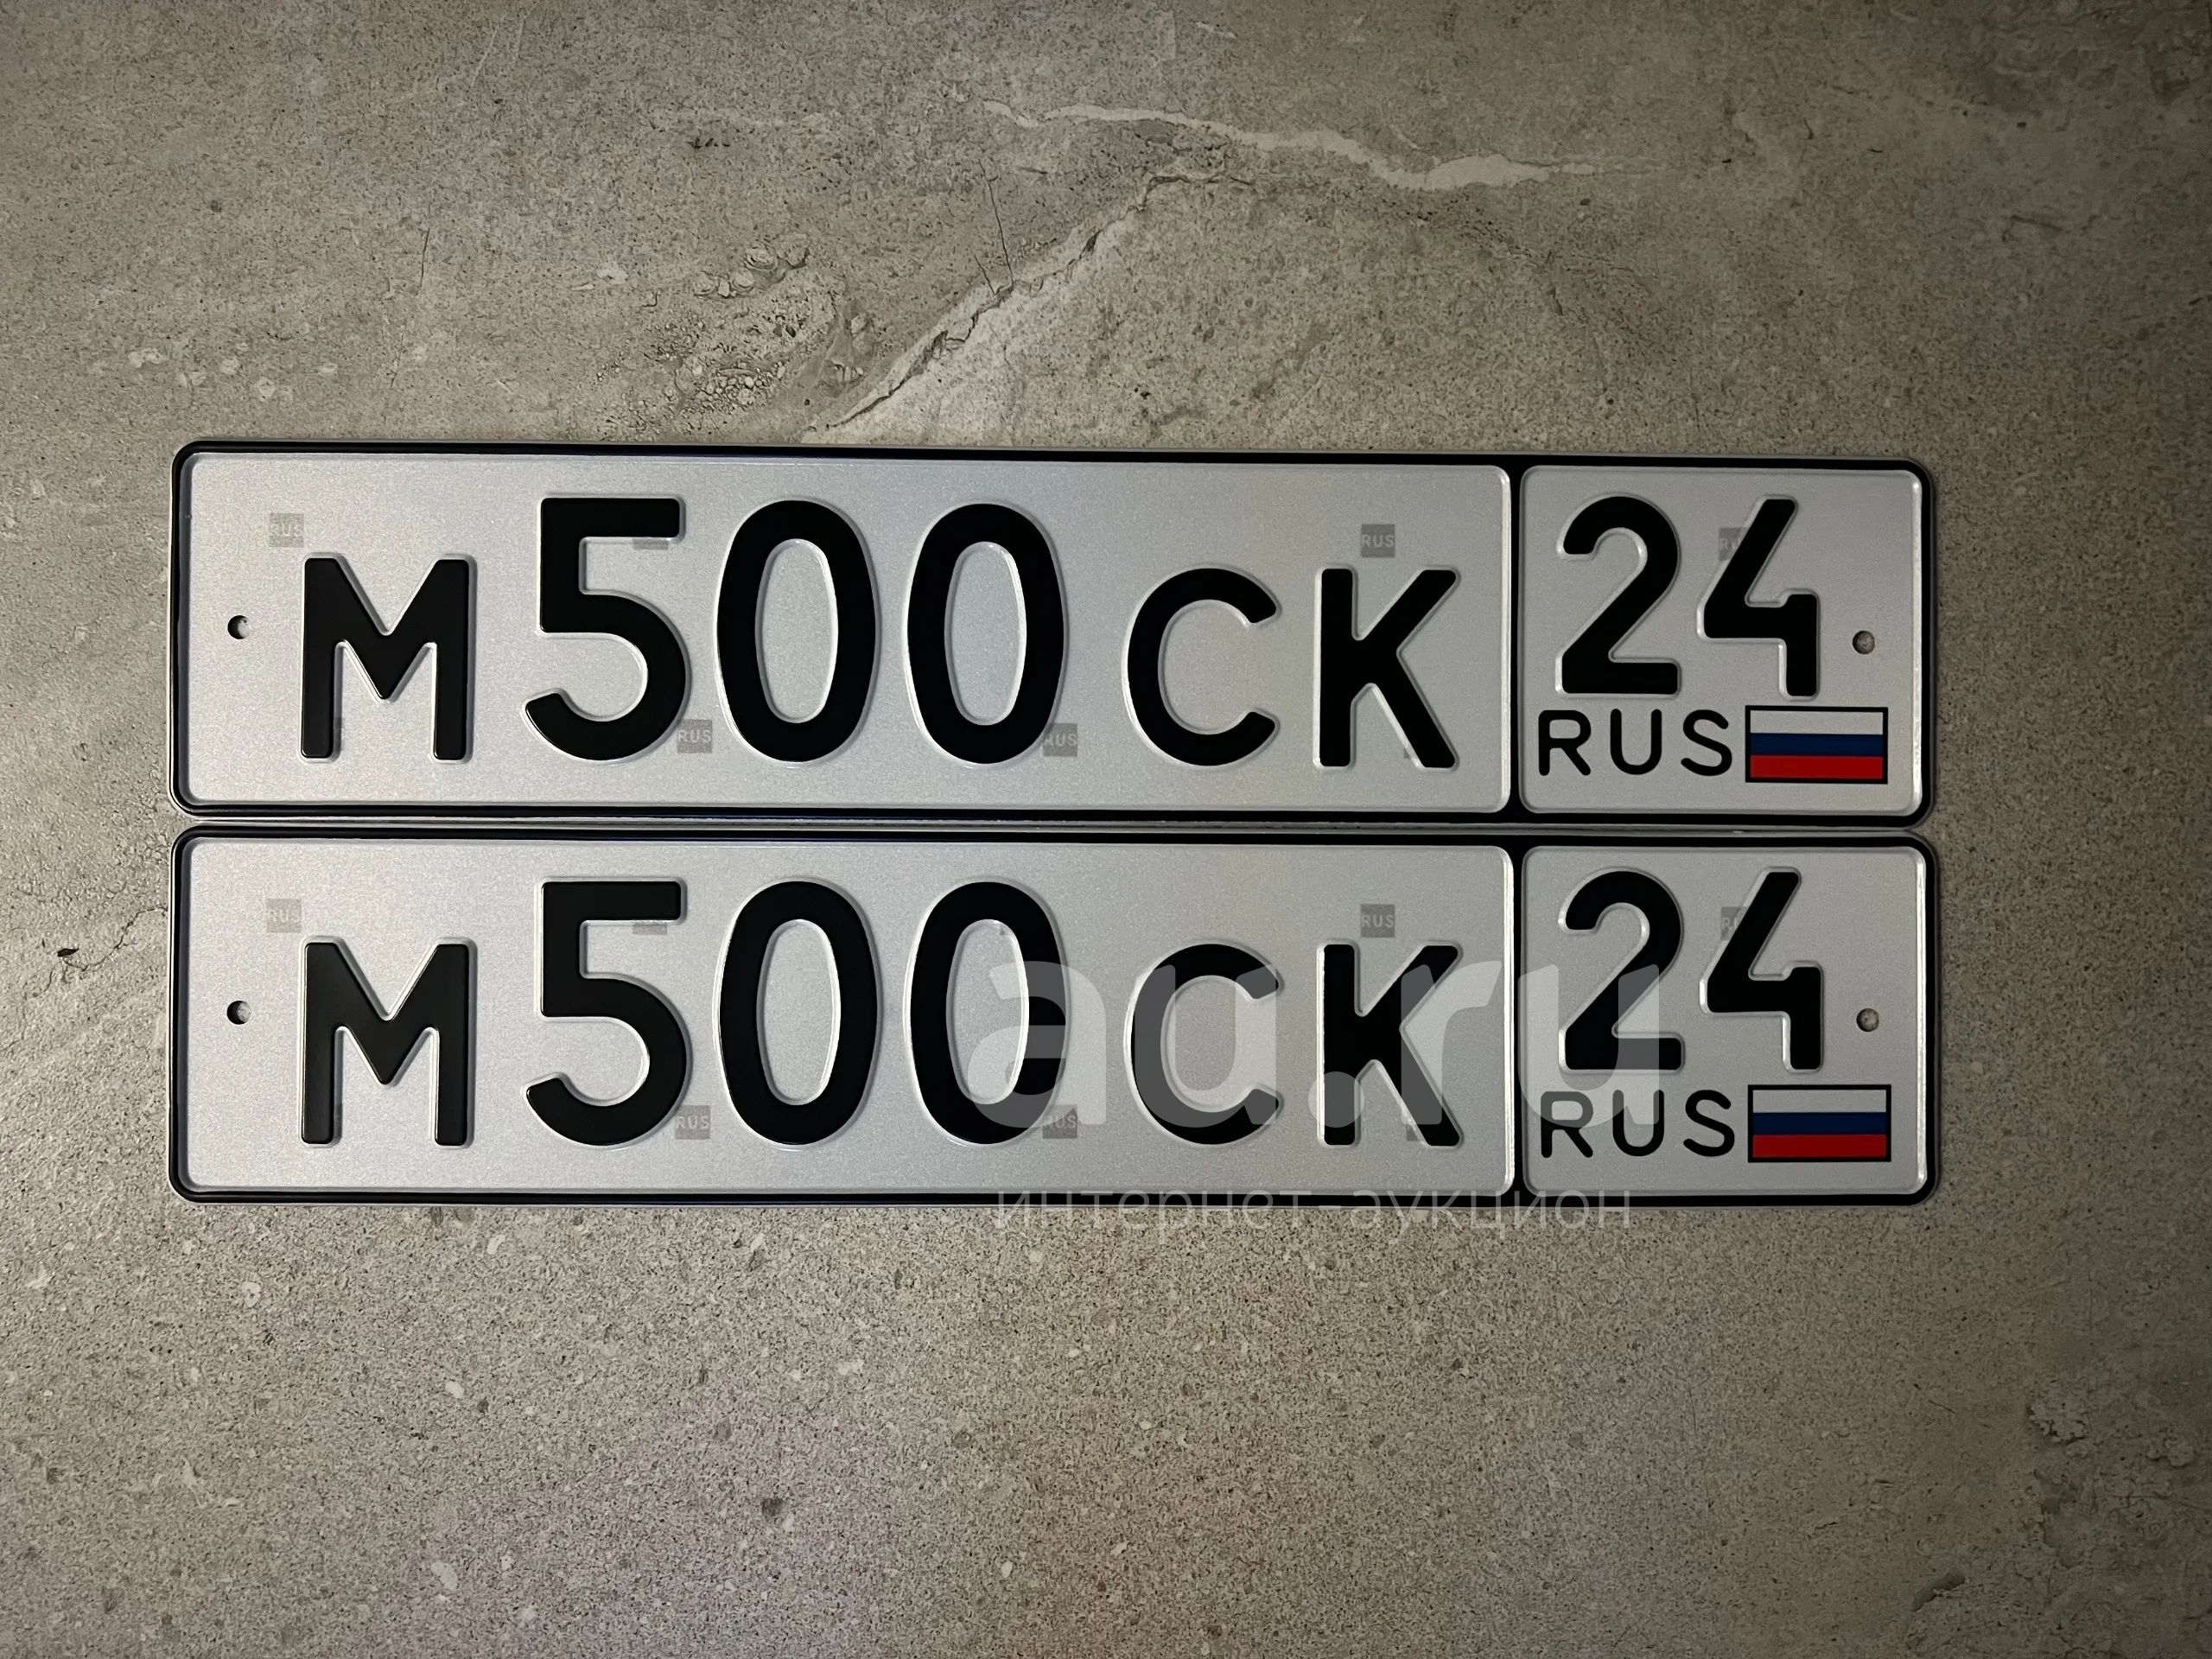 М500СК 24
RUS
М500СК 24
RUS
au.ru
интернет-аукцион